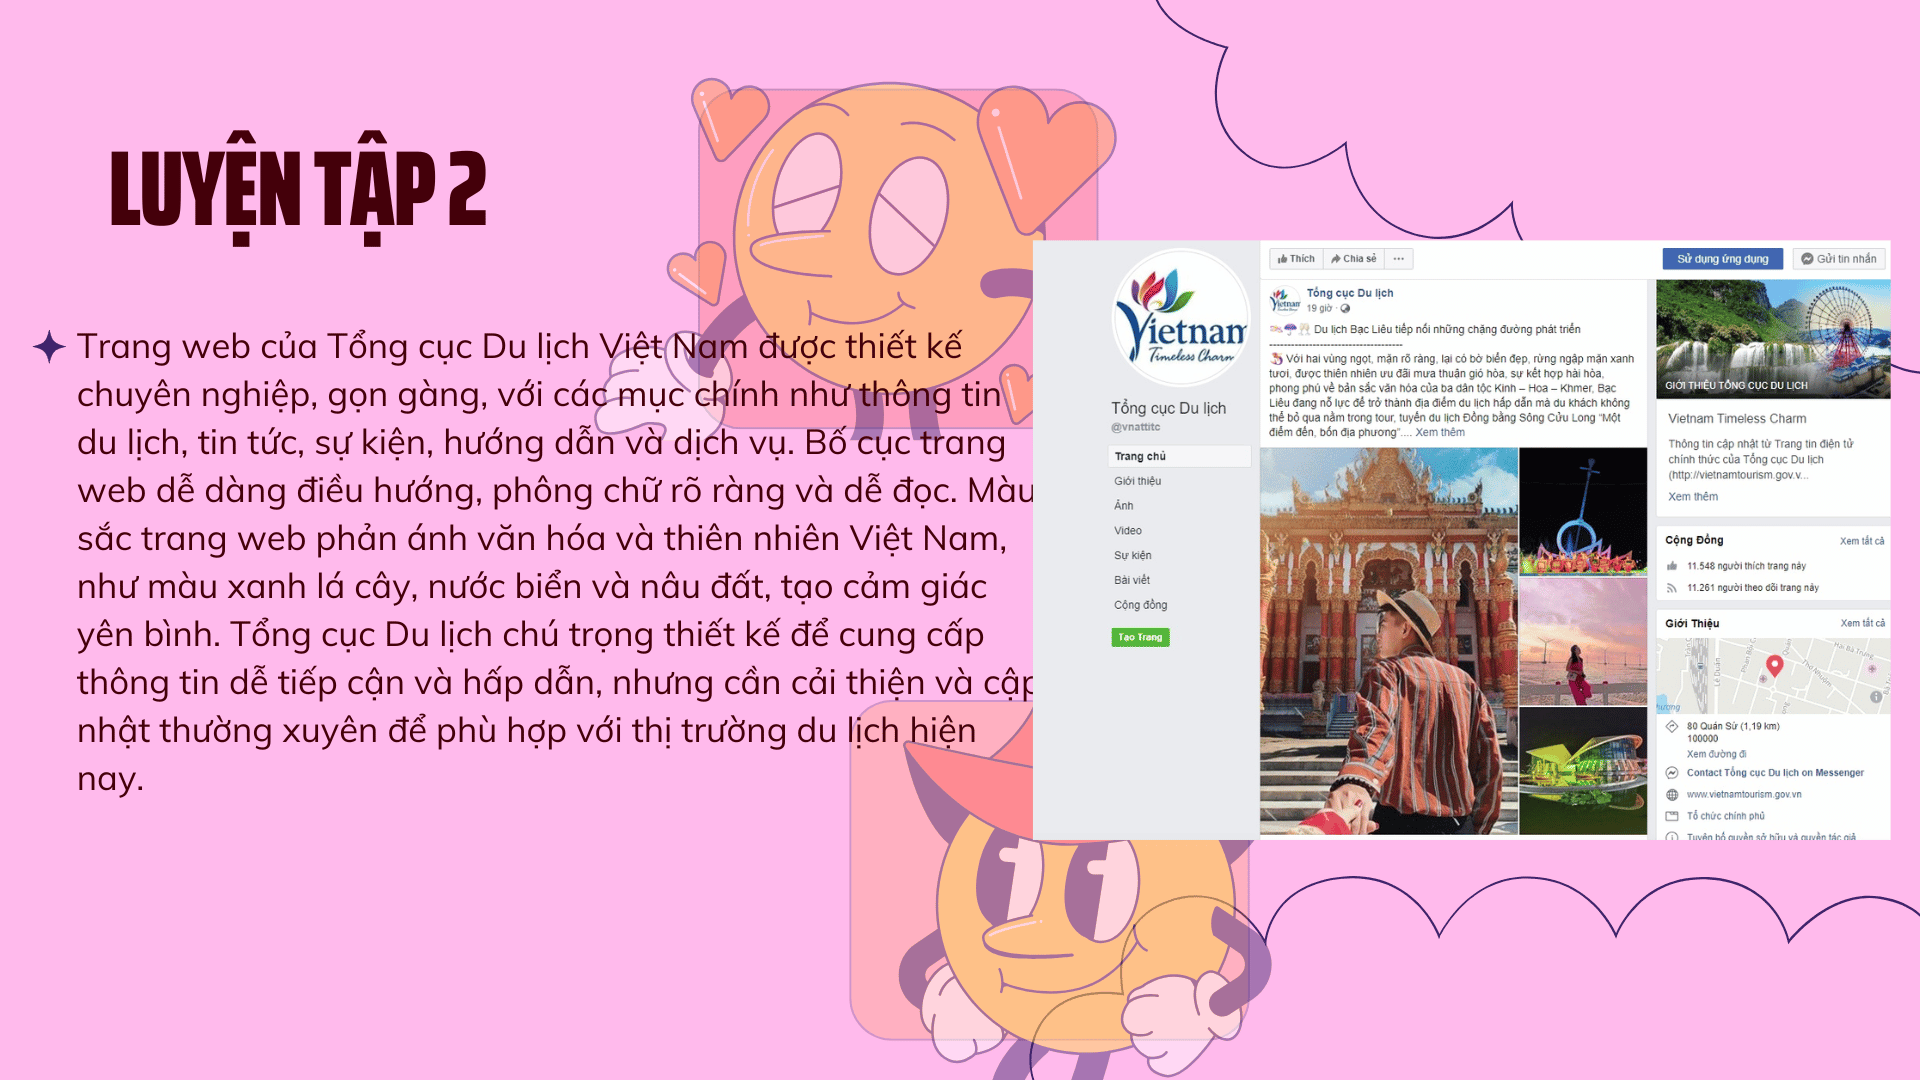 LUYỆN TẬP 2
Trang web của Tổng cục Du lịch Việt Nam được thiết kế
chuyên nghiệp, gọn gàng, với các mục chính như thông tin
du lịch, tin tức, sự kiện, hướng dẫn và dịch vụ. Bố cục trang
web dễ dàng điều hướng, phông chữ rõ ràng và dễ đọc. Màu
sắc trang web phản ánh văn hóa và thiên nhiên Việt Nam,
như màu xanh lá cây, nước biển và nâu đất, tạo cảm giác
yên bình. Tổng cục Du lịch chú trọng thiết kế để cung cấp
thông tin dễ tiếp cận và hấp dẫn, nhưng cần cải thiện và cập
nhật thường xuyên để phù hợp với thị trường du lịch hiện
nay.
Vietnam
Timeless Charm
Tổng cục Du lịch
@vnattitc
Trang chủ
Giới thiệu
Ảnh
Video
Sự kiện
Bài viết
Cộng đồng
Tạo Trang
Thích
Chia sẻ
Tổng cục Du lịch
19 giờ ·
Du lịch Bạc Liêu tiếp nối những chặng đường phát triển
------------------------------------
Với hai vùng ngọt, mặn rõ ràng, lại có bờ biển đẹp, rừng ngập mặn xanh
tươi, được thiên nhiên ưu đãi mưa thuận gió hòa, sự kết hợp hài hòa,
phong phú về bản sắc văn hóa của ba dân tộc Kinh – Hoa – Khmer, Bạc
Liêu đang nỗ lực để trở thành địa điểm du lịch hấp dẫn mà du khách không
thể bỏ qua nằm trong tour, tuyến du lịch Đồng bằng Sông Cửu Long "Một
điểm đến, bốn địa phương".... Xem thêm
Sử dụng ứng dụng
Gửi tin nhắn
GIỚI THIỆU TỔNG CỤC DU LỊCH
Vietnam Timeless Charm
Thông tin cập nhật từ Trang tin điện tử
chính thức của Tổng cục Du lịch
(http://vietnamtourism.gov.v...
Xem thêm
Cộng Đồng Xem tất cả
11.548 người thích trang này
11.261 người theo dõi trang này
Giới Thiệu Xem tất cả
Lê Duẩn
Hai Bà Trưng
Thợ Nhuộm
80 Quán Sứ (1,19 km)
100000
Xem đường đi
Contact Tổng cục Du lịch on Messenger
www.vietnamtourism.gov.vn
Tổ chức chính phủ
Tuyên bố quyền sở hữu và quyền tác giả